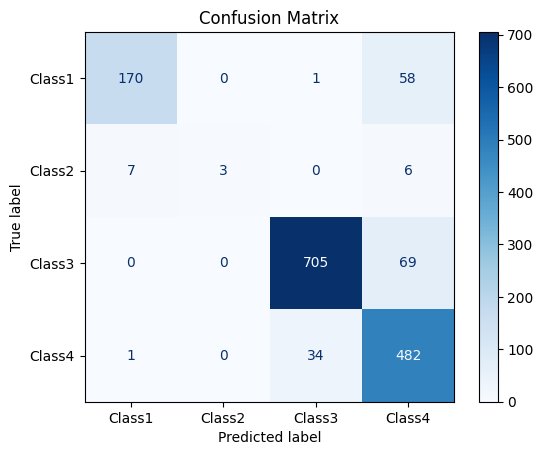 Confusion Matrix
True label
Class1 170 0 1 58
Class2 7 3 0 6
Class3 0 0 705 69
Class4 1 0 34 482
Class1 Class2 Class3 Class4
Predicted label
700
600
500
400
300
200
100
0